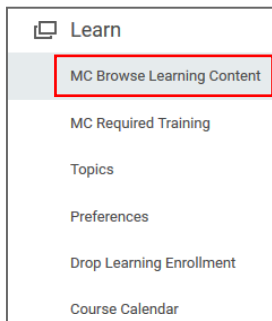 Learn
MC Browse Learning Content
MC Required Training
Topics
Preferences
Drop Learning Enrollment
Course Calendar